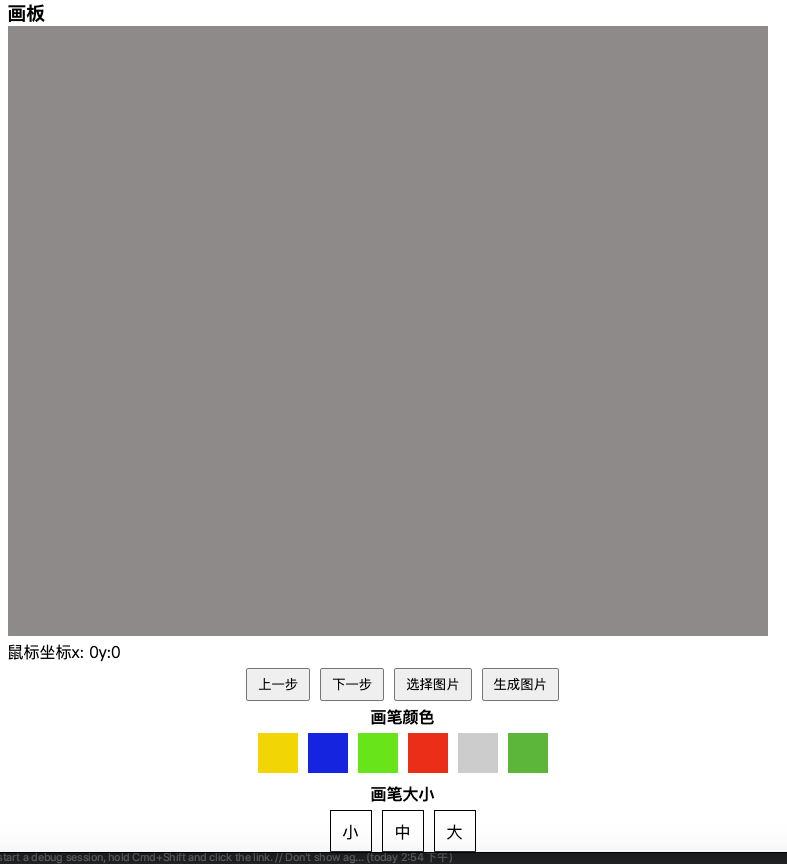 画板
鼠标坐标x: 0y:0
上一步 下一步 选择图片 生成图片
画笔颜色
画笔大小
小 中 大
start a debug session, hold Cmd+Shift and click the link. // Don't show ag... (today 2:54 下午)